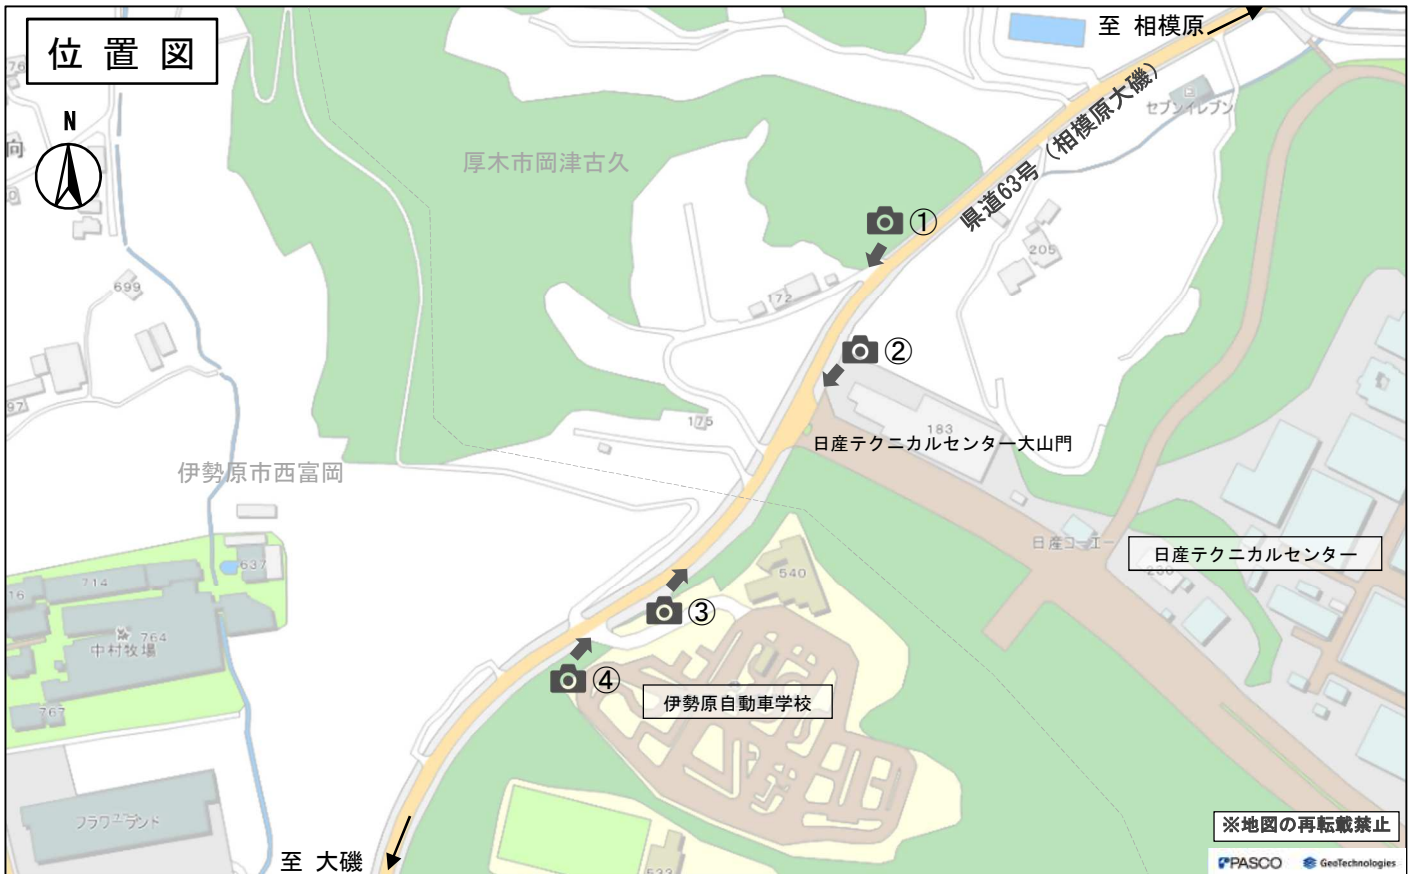 位置図
至 相模原
76
N
向
セブンイレブン
県道63号（相模原大磯）
厚木市岡津古久
①
205
699
172
②
97
175
183
日産テクニカルセンター大山門
伊勢原市西富岡
日産コーエー
日産テクニカルセンター
230
637
714
16
540
③
764
中村牧場
④
伊勢原自動車学校
767
フラワーランド
※地図の再転載禁止
至 大磯
533
PASCO
GeoTechnologies